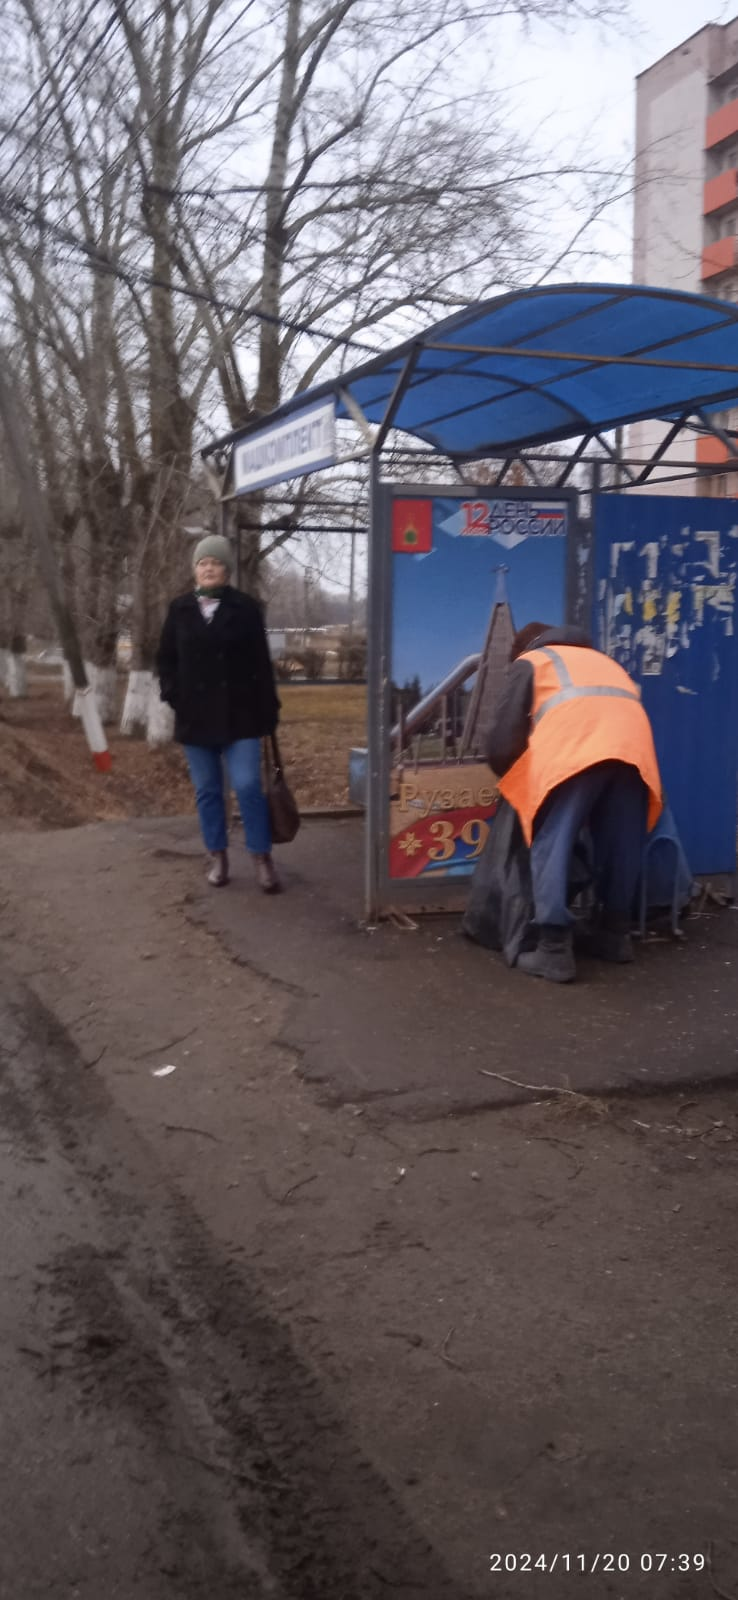 МАШКОМПЛЕКТ
12 ДЕНЬ
РОССИИ
Рузае
39
2024/11/20 07:39